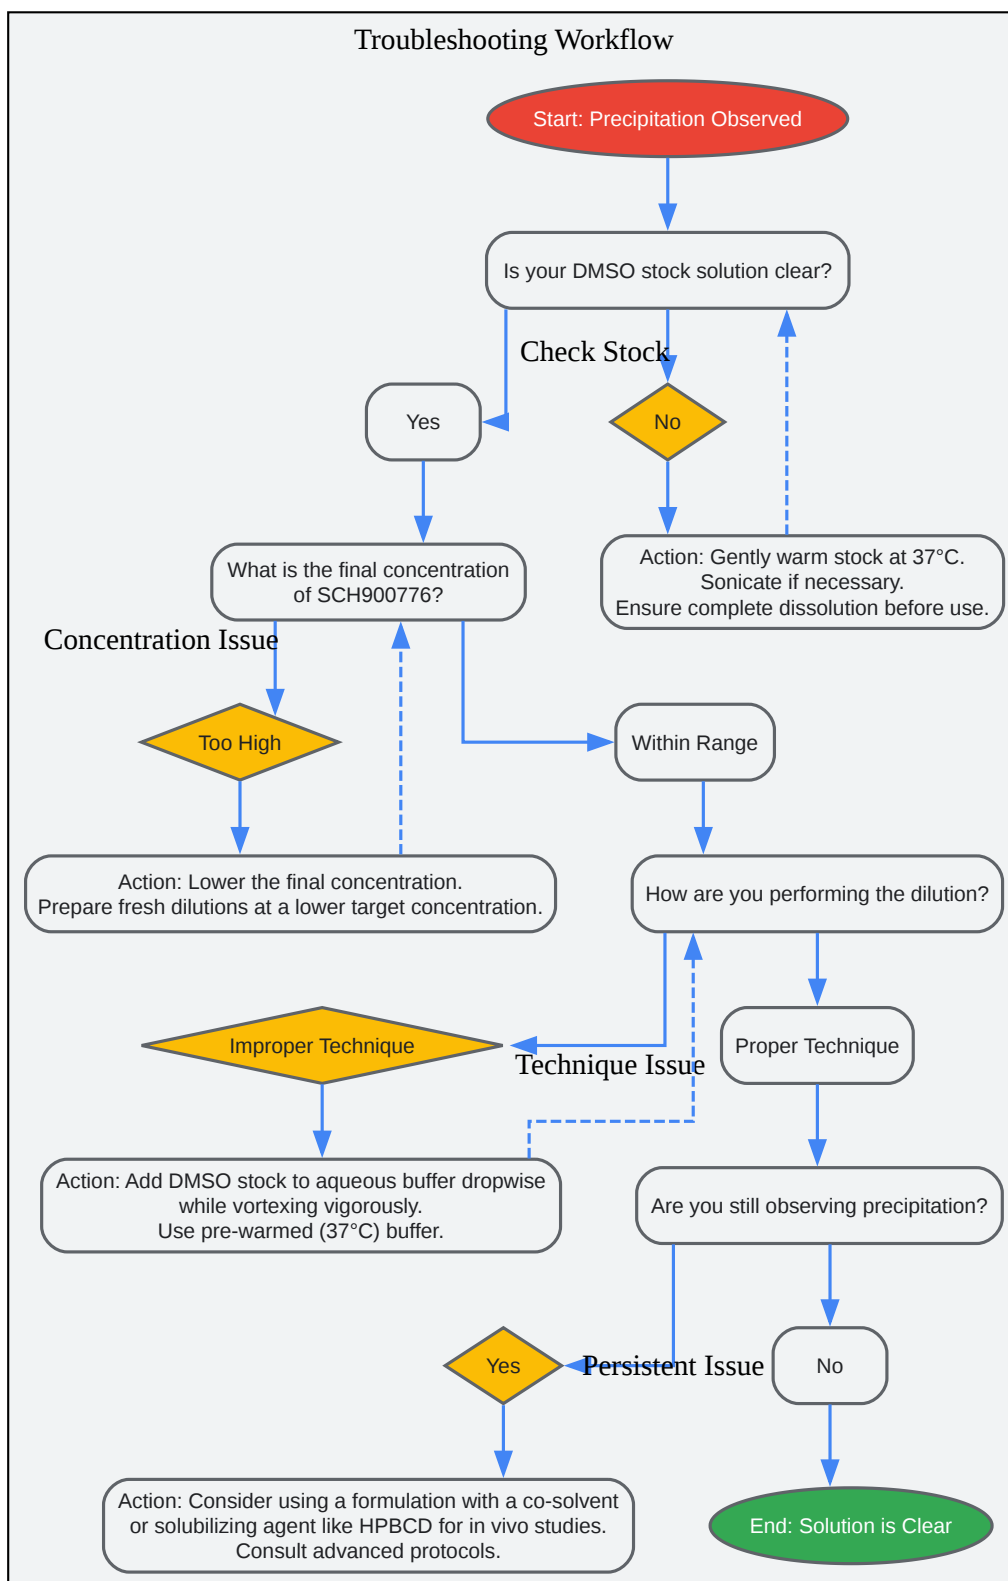 Troubleshooting Workflow
Start: Precipitation Observed
Is your DMSO stock solution clear?
Check Stock
Yes
No
What is the final concentration
of SCH900776?
Action: Gently warm stock at 37°C.
Sonicate if necessary.
Ensure complete dissolution before use.
Concentration Issue
Too High
Within Range
Action: Lower the final concentration.
Prepare fresh dilutions at a lower target concentration.
How are you performing the dilution?
Improper Technique
Technique Issue
Proper Technique
Action: Add DMSO stock to aqueous buffer dropwise
while vortexing vigorously.
Use pre-warmed (37°C) buffer.
Are you still observing precipitation?
Yes
Persistent Issue
No
Action: Consider using a formulation with a co-solvent
or solubilizing agent like HPBCD for in vivo studies.
Consult advanced protocols.
End: Solution is Clear